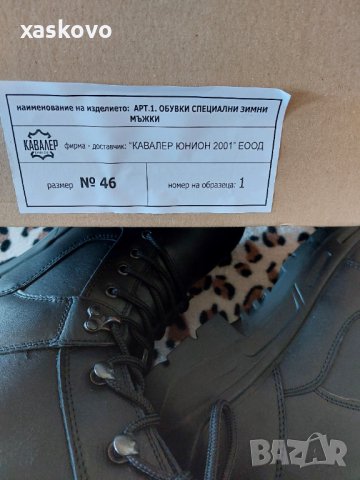 xaskovo
наименование на изделието: АРТ.1. ОБУВКИ СПЕЦИАЛНИ ЗИМНИ
МЪЖКИ
КАВАЛЕР
фирма - доставчик: "КАВАЛЕР ЮНИОН 2001" ЕООД
размер № 46
номер на образеца: 1
BAZAR